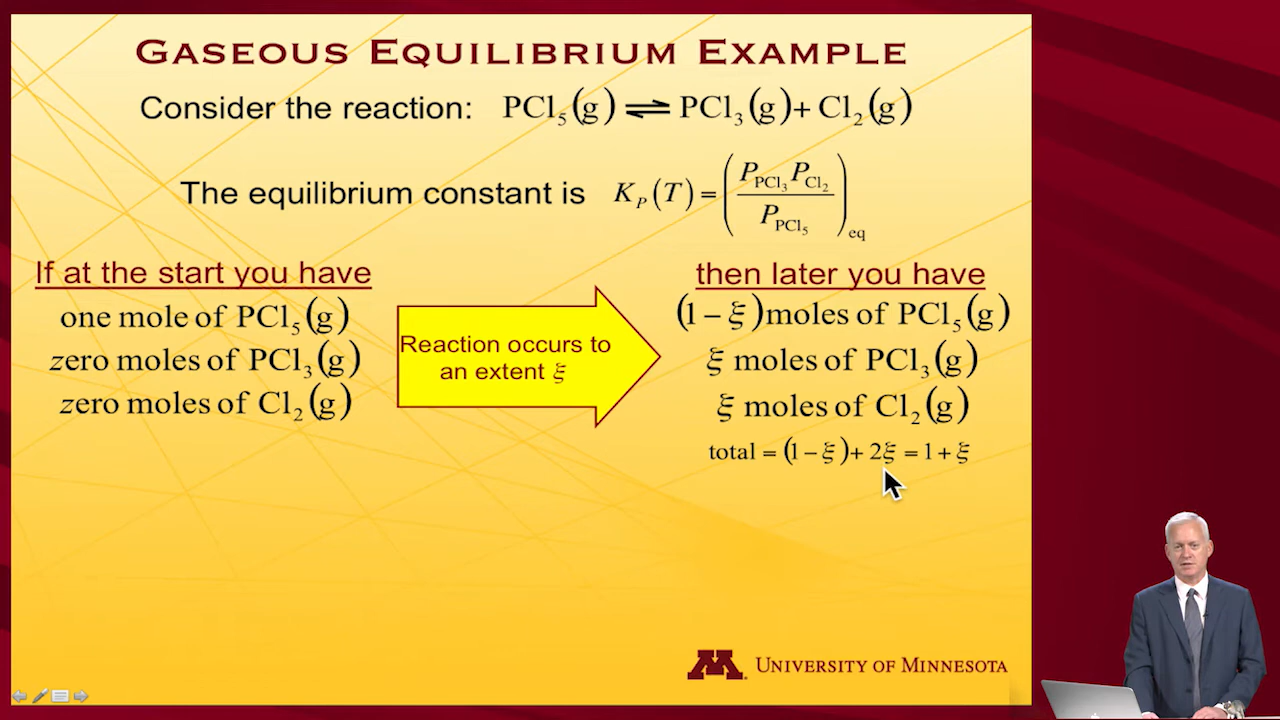 GASEOUS EQUILIBRIUM EXAMPLE
Consider the reaction: PCl₅(g) ⇌ PCl₃(g)+ Cl₂(g)
The equilibrium constant is K_P(T) = (P_PCl₃ P_Cl₂ / P_PCl₅)_eq
If at the start you have
one mole of PCl₅(g)
zero moles of PCl₃(g)
zero moles of Cl₂(g)
Reaction occurs to
an extent ξ
then later you have
(1 − ξ)moles of PCl₅(g)
ξ moles of PCl₃(g)
ξ moles of Cl₂(g)
total = (1 − ξ)+ 2ξ = 1 + ξ
M UNIVERSITY OF MINNESOTA